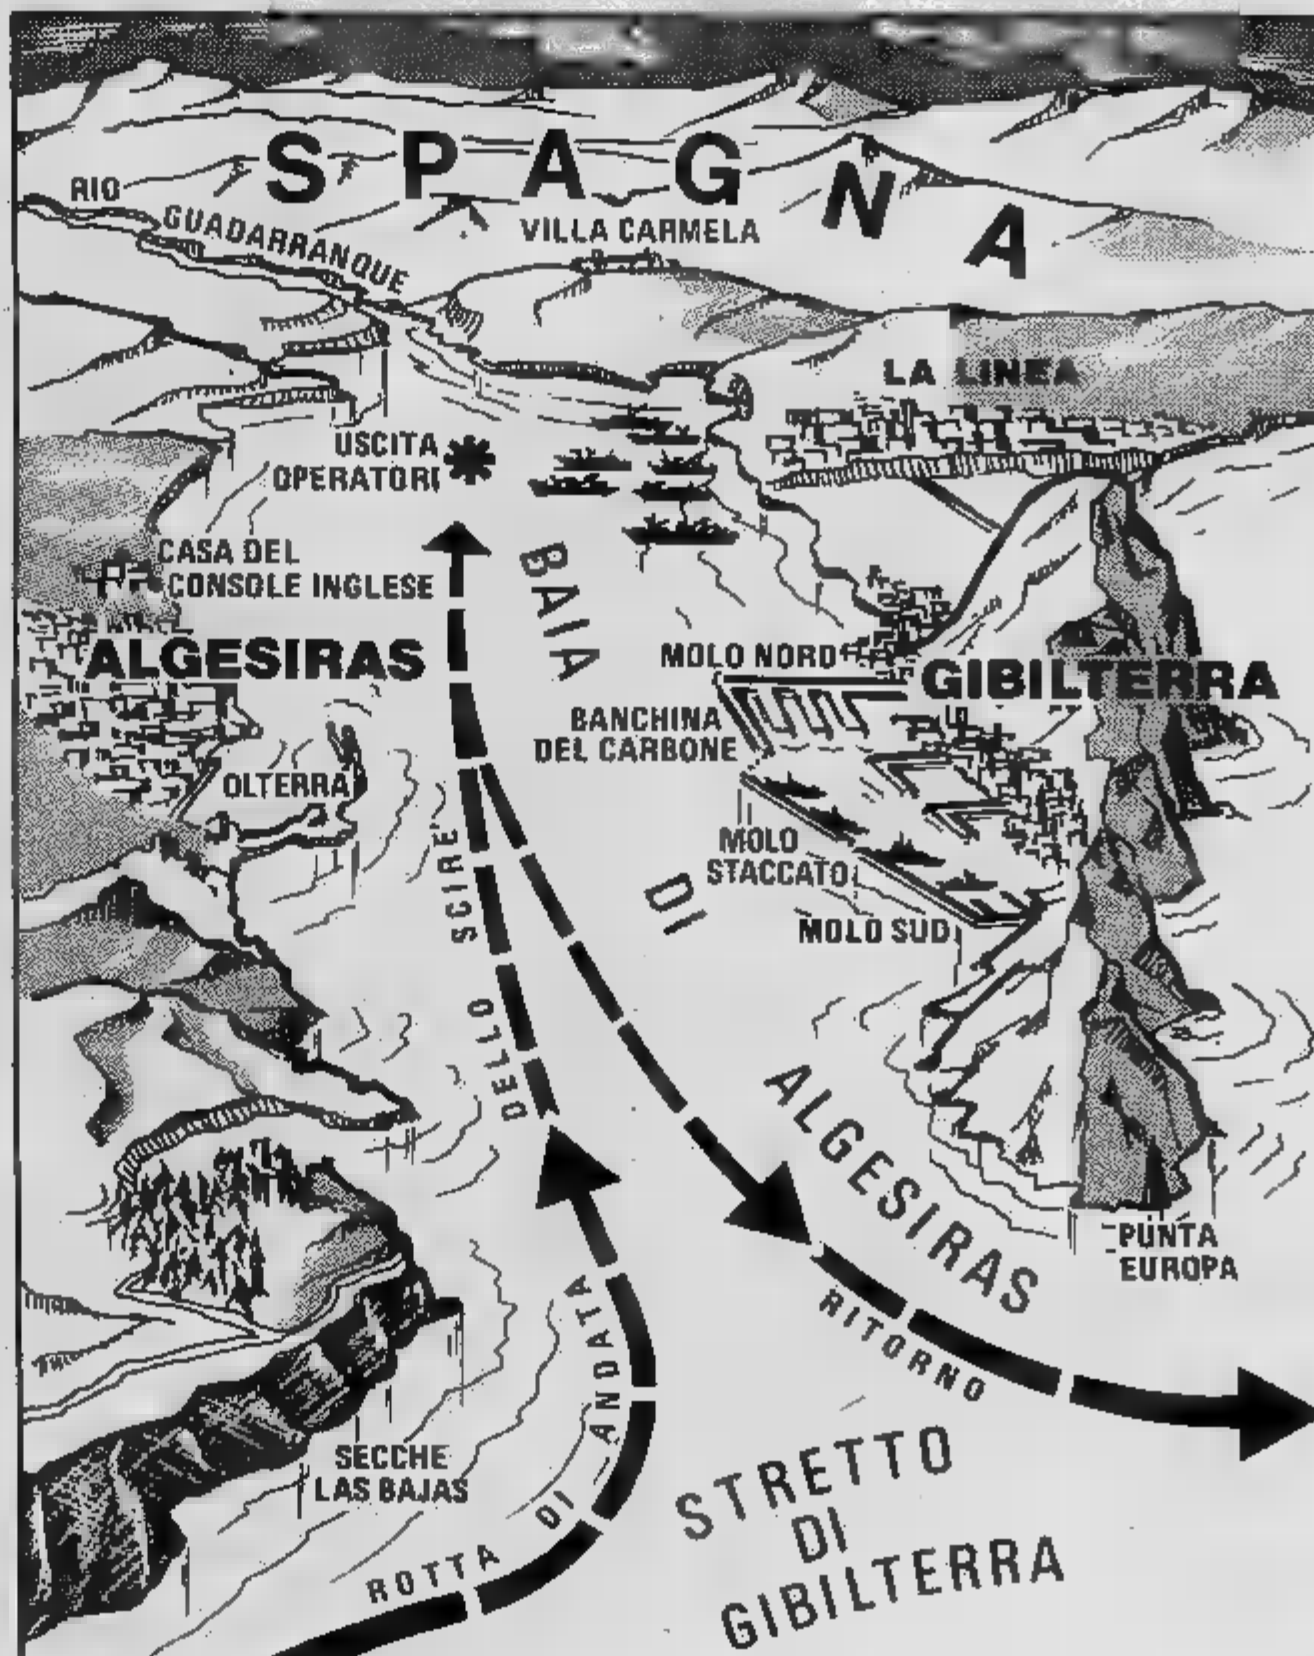 SPAGNA
RIO
GUADARRANQUE
VILLA CARMELA
LA LINEA
USCITA
OPERATORI
CASA DEL
CONSOLE INGLESE
ALGESIRAS
BAIA
DI
ALGESIRAS
MOLO NORD
GIBILTERRA
BANCHINA
DEL CARBONE
OLTERRA
MOLO
STACCATO
MOLO SUD
PUNTA
EUROPA
ROTTA DI ANDATA
DELLO SCIRE'
RITORNO
SECCHE
LAS BAJAS
STRETTO
DI
GIBILTERRA